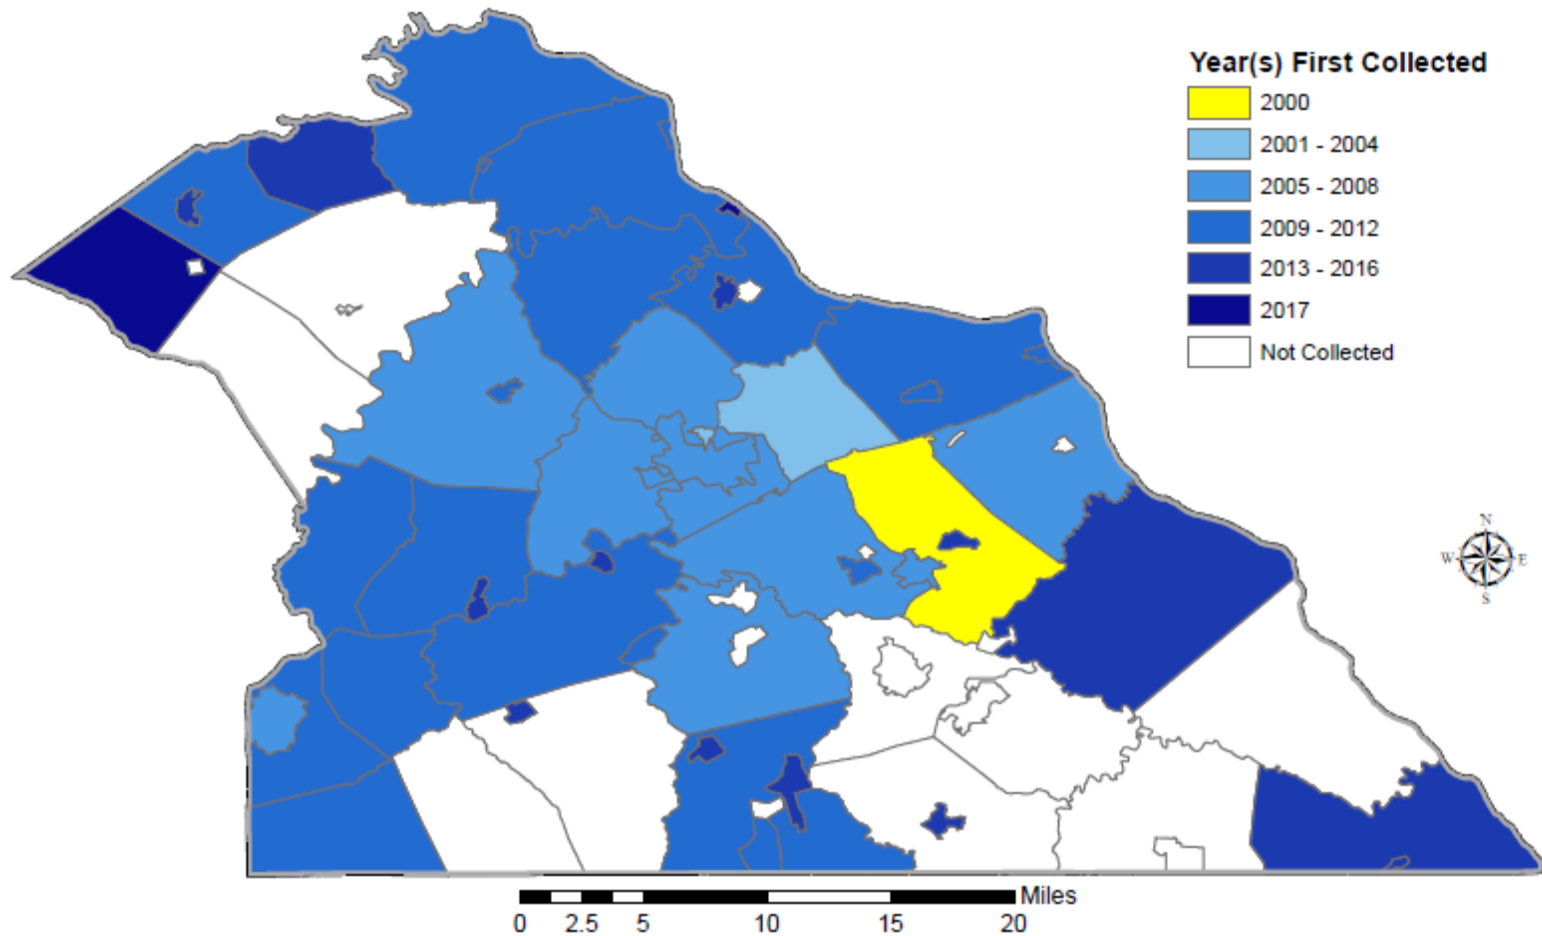 Year(s) First Collected
2000
2001 - 2004
2005 - 2008
2009 - 2012
2013 - 2016
2017
Not Collected
N
W E
S
Miles
0 2.5 5 10 15 20